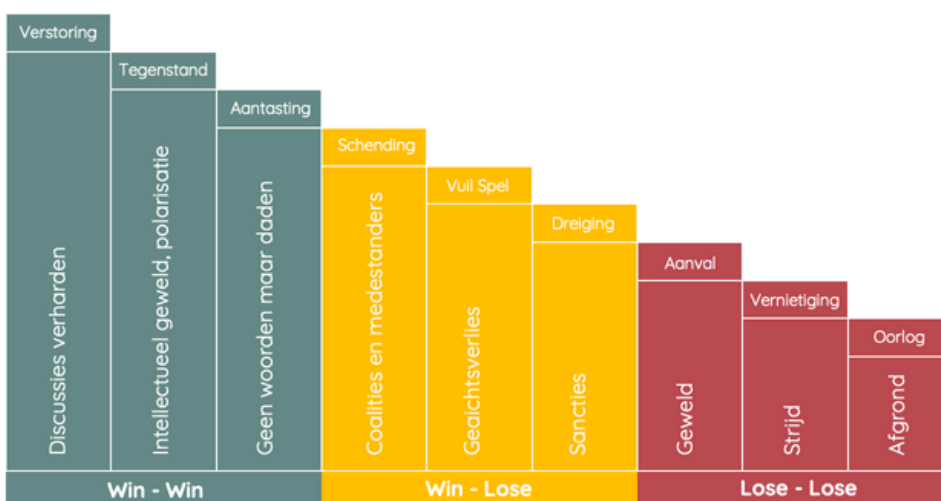 Verstoring
Discussies verharden
Tegenstand
Intellectueel geweld, polarisatie
Aantasting
Geen woorden maar daden
Schending
Coalities en medestanders
Vuil Spel
Geaichtsverlies
Dreiging
Sancties
Aanval
Geweld
Vernietiging
Strijd
Oorlog
Afgrond
Win - Win
Win - Lose
Lose - Lose